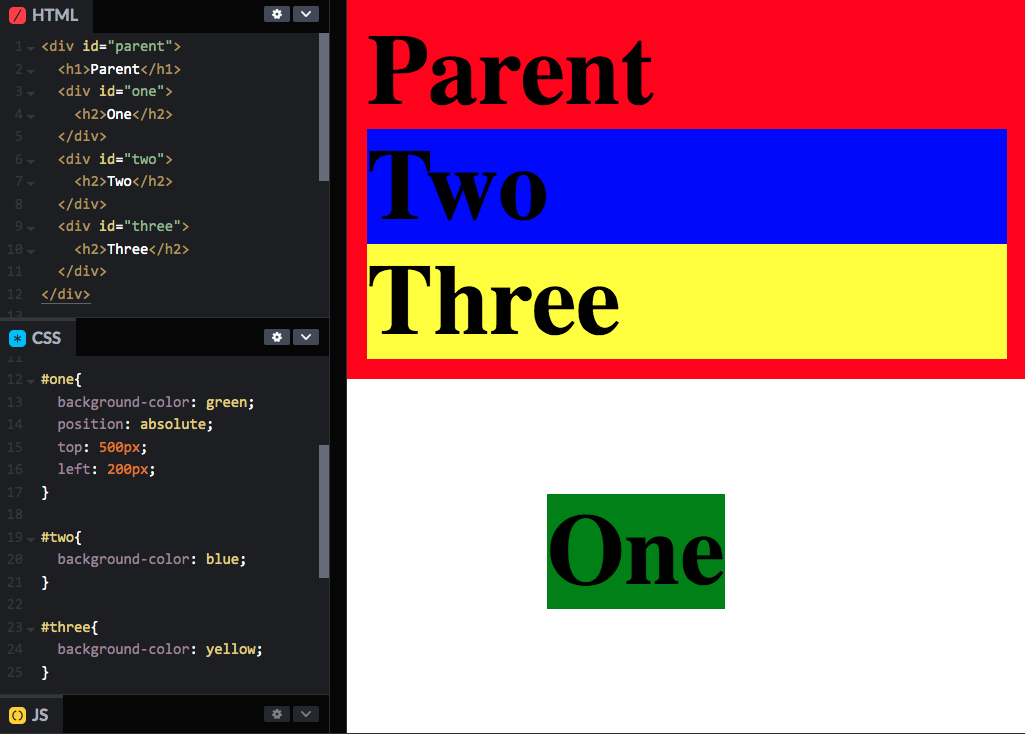 HTML
1 <div id="parent">
2 <h1>Parent</h1>
3 <div id="one">
4 <h2>One</h2>
5 </div>
6 <div id="two">
7 <h2>Two</h2>
8 </div>
9 <div id="three">
10 <h2>Three</h2>
11 </div>
12 </div>
13
CSS
11
12 #one{
13 background-color: green;
14 position: absolute;
15 top: 500px;
16 left: 200px;
17 }
18
19 #two{
20 background-color: blue;
21 }
22
23 #three{
24 background-color: yellow;
25 }
JS
Parent
Two
Three
One